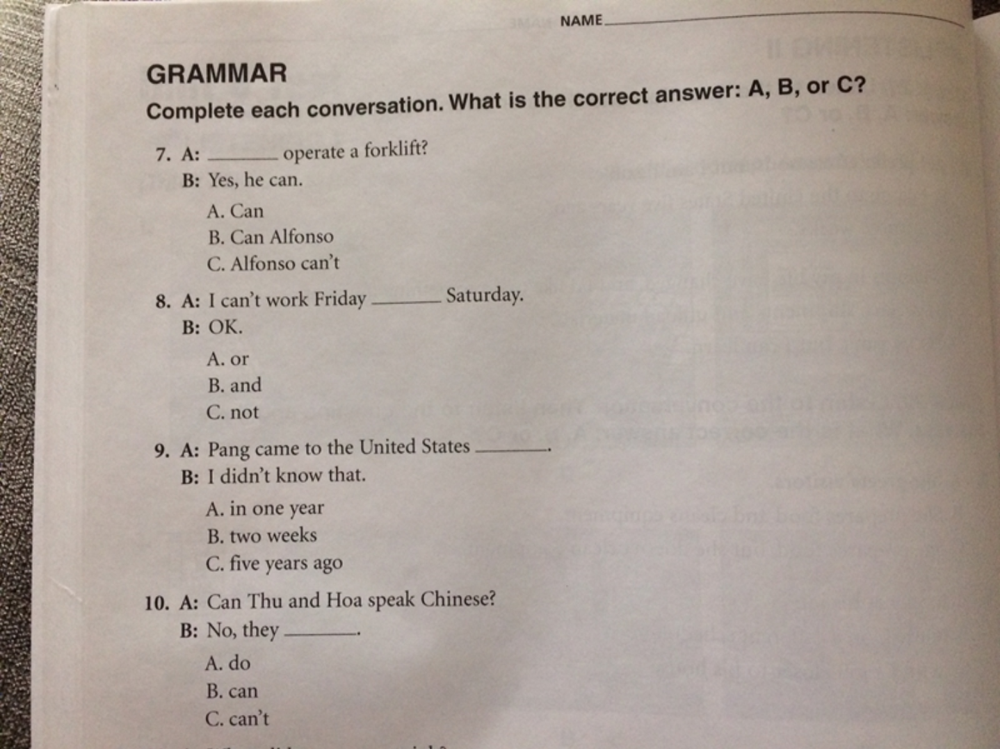 NAME
GRAMMAR
Complete each conversation. What is the correct answer: A, B, or C?
7. A: ______ operate a forklift?
B: Yes, he can.
A. Can
B. Can Alfonso
C. Alfonso can't
8. A: I can't work Friday ______ Saturday.
B: OK.
A. or
B. and
C. not
9. A: Pang came to the United States ______.
B: I didn't know that.
A. in one year
B. two weeks
C. five years ago
10. A: Can Thu and Hoa speak Chinese?
B: No, they ______.
A. do
B. can
C. can't